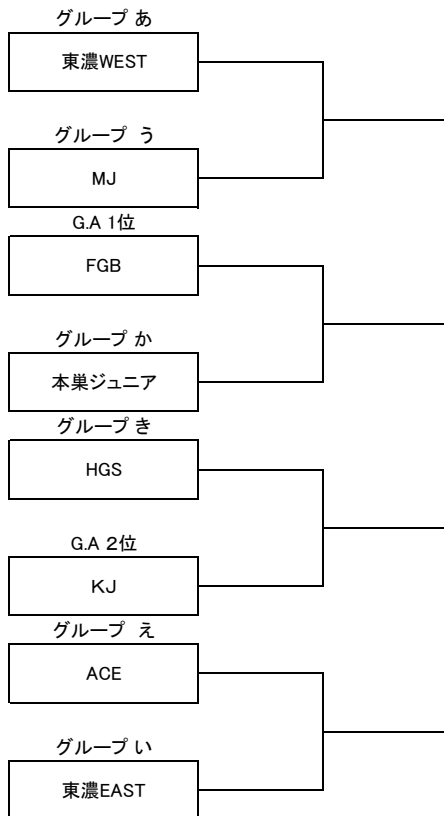 グループ あ
東濃WEST
グループ う
MJ
G.A 1位
FGB
グループ か
本巣ジュニア
グループ き
HGS
G.A 2位
KJ
グループ え
ACE
グループ い
東濃EAST